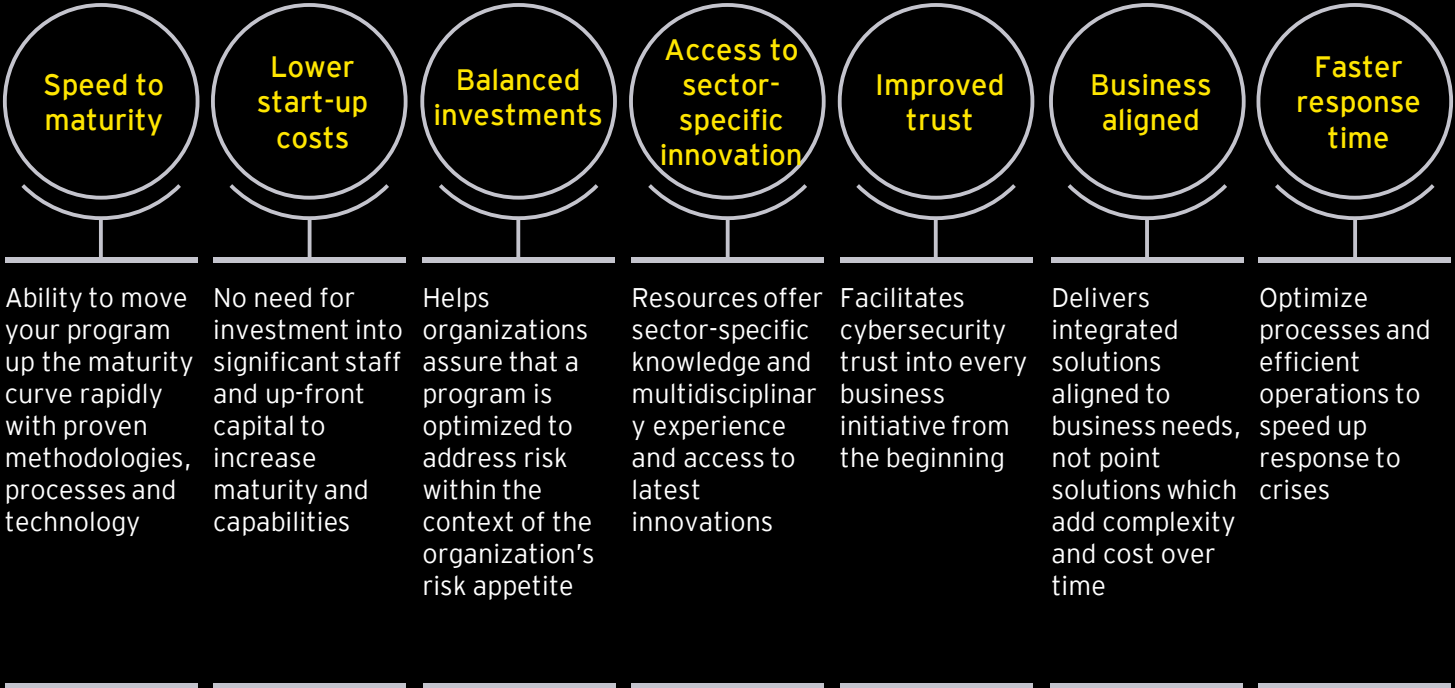 Speed to
maturity
Lower
start-up
costs
Balanced
investments
Access to
sector-
specific
innovation
Improved
trust
Business
aligned
Faster
response
time
Ability to move
your program
up the maturity
curve rapidly
with proven
methodologies,
processes and
technology
No need for
investment into
significant staff
and up-front
capital to
increase
maturity and
capabilities
Helps
organizations
assure that a
program is
optimized to
address risk
within the
context of the
organization’s
risk appetite
Resources offer
sector-specific
knowledge and
multidisciplinar
y experience
and access to
latest
innovations
Facilitates
cybersecurity
trust into every
business
initiative from
the beginning
Delivers
integrated
solutions
aligned to
business needs,
not point
solutions which
add complexity
and cost over
time
Optimize
processes and
efficient
operations to
speed up
response to
crises